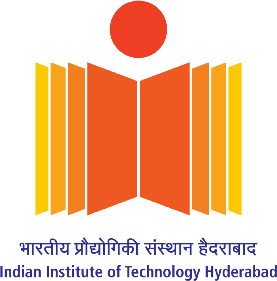 भारतीय प्रौद्योगिकी संस्थान हैदराबाद
Indian Institute of Technology Hyderabad